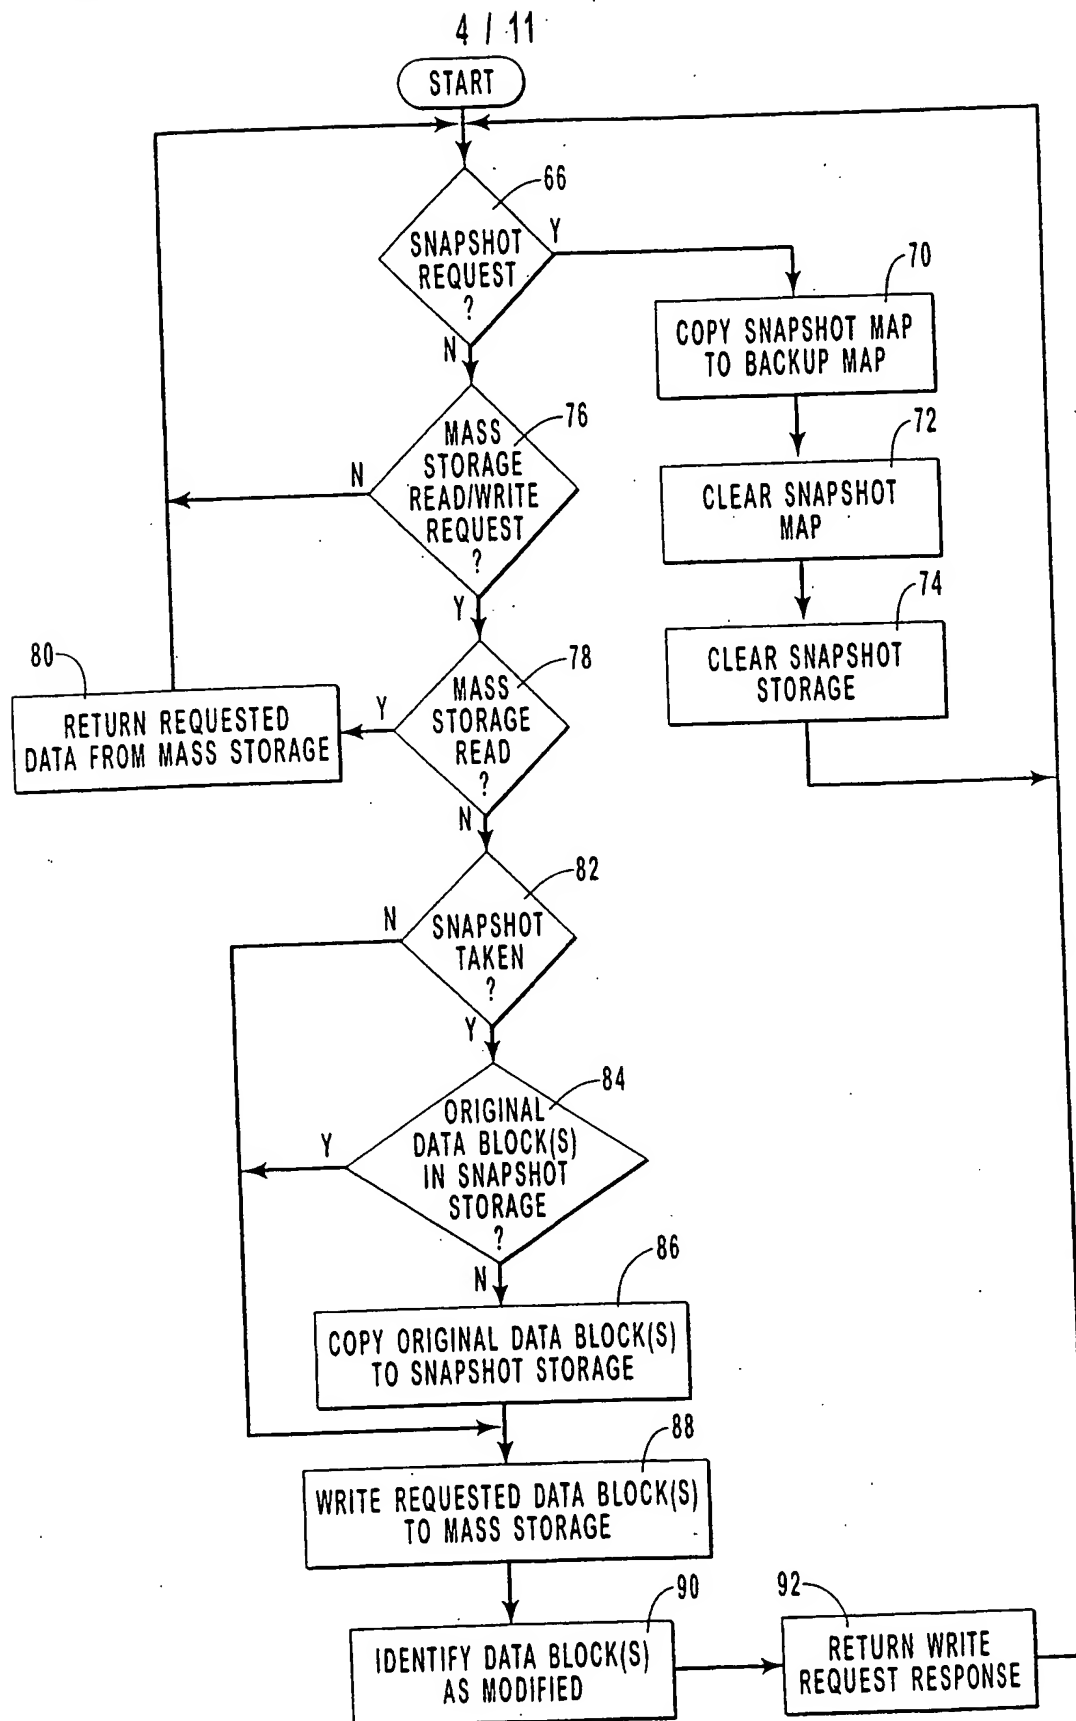 4 / 11
START
66
SNAPSHOT
REQUEST
?
Y
N
70
COPY SNAPSHOT MAP
TO BACKUP MAP
76
MASS
STORAGE
READ/WRITE
REQUEST
?
N
Y
72
CLEAR SNAPSHOT
MAP
74
CLEAR SNAPSHOT
STORAGE
78
MASS
STORAGE
READ
?
Y
N
80
RETURN REQUESTED
DATA FROM MASS STORAGE
82
SNAPSHOT
TAKEN
?
N
Y
84
ORIGINAL
DATA BLOCK(S)
IN SNAPSHOT
STORAGE
?
Y
N
86
COPY ORIGINAL DATA BLOCK(S)
TO SNAPSHOT STORAGE
88
WRITE REQUESTED DATA BLOCK(S)
TO MASS STORAGE
90
IDENTIFY DATA BLOCK(S)
AS MODIFIED
92
RETURN WRITE
REQUEST RESPONSE